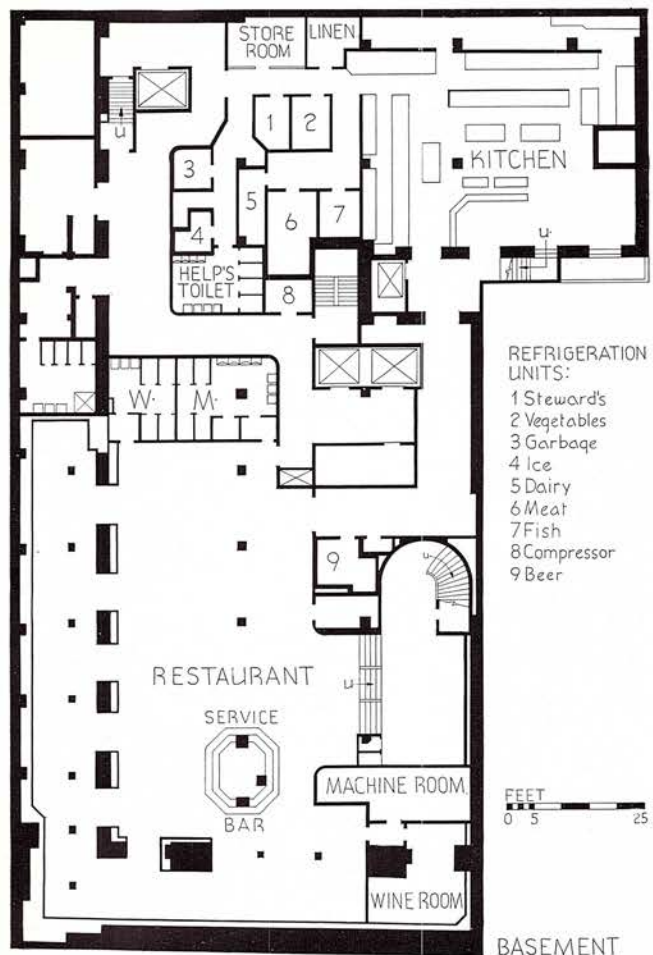 STORE
ROOM
LINEN
u
1
2
3
KITCHEN
5
7
6
4
u
HELP'S
TOILET
8
REFRIGERATION
UNITS:
1 Steward's
2 Vegetables
3 Garbage
4 Ice
5 Dairy
6 Meat
7 Fish
8 Compressor
9 Beer
W.
M.
u
9
u
RESTAURANT
u
SERVICE
BAR
MACHINE ROOM
FEET
0 5 25
WINE ROOM
BASEMENT